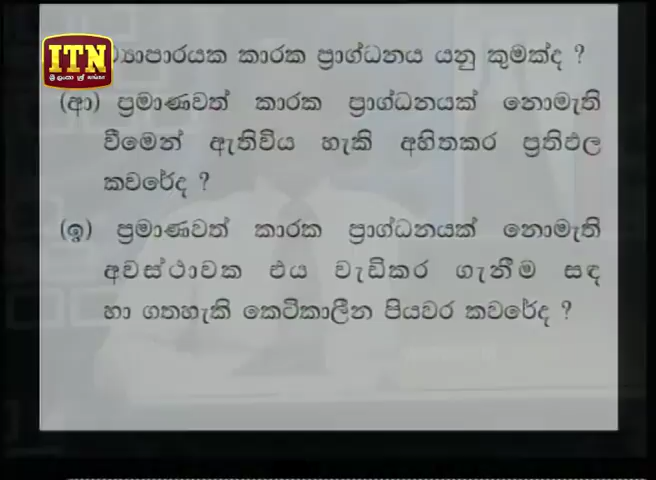 ITN
ව්‍යාපාරයක කාරක ප්‍රාග්ධනය යනු කුමක්ද ?
(ආ) ප්‍රමාණවත් කාරක ප්‍රාග්ධනයක් නොමැති
වීමෙන් ඇතිවිය හැකි අහිතකර ප්‍රතිඵල
කවරේද ?
(ඉ) ප්‍රමාණවත් කාරක ප්‍රාග්ධනයක් නොමැති
අවස්ථාවක එය වැඩිකර ගැනීම සඳ
හා ගතහැකි කෙටිකාලීන පියවර කවරේද ?